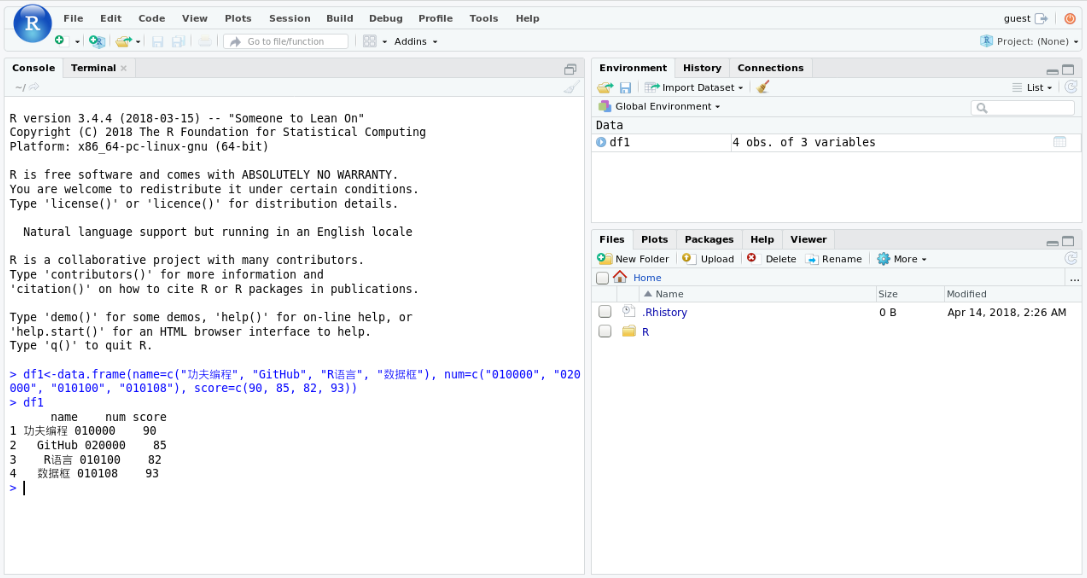 R File Edit Code View Plots Session Build Debug Profile Tools Help guest
Go to file/function Addins Project: (None)
Console Terminal
~/
R version 3.4.4 (2018-03-15) -- "Someone to Lean On"
Copyright (C) 2018 The R Foundation for Statistical Computing
Platform: x86_64-pc-linux-gnu (64-bit)
R is free software and comes with ABSOLUTELY NO WARRANTY.
You are welcome to redistribute it under certain conditions.
Type 'license()' or 'licence()' for distribution details.
Natural language support but running in an English locale
R is a collaborative project with many contributors.
Type 'contributors()' for more information and
'citation()' on how to cite R or R packages in publications.
Type 'demo()' for some demos, 'help()' for on-line help, or
'help.start()' for an HTML browser interface to help.
Type 'q()' to quit R.
> df1<-data.frame(name=c("功夫编程", "GitHub", "R语言", "数据框"), num=c("010000", "020
000", "010100", "010108"), score=c(90, 85, 82, 93))
> df1
name num score
1 功夫编程 010000 90
2 GitHub 020000 85
3 R语言 010100 82
4 数据框 010108 93
>
Environment History Connections
Import Dataset List
Global Environment
Data
df1 4 obs. of 3 variables
Files Plots Packages Help Viewer
New Folder Upload Delete Rename More
Home ...
Name Size Modified
.Rhistory 0 B Apr 14, 2018, 2:26 AM
R